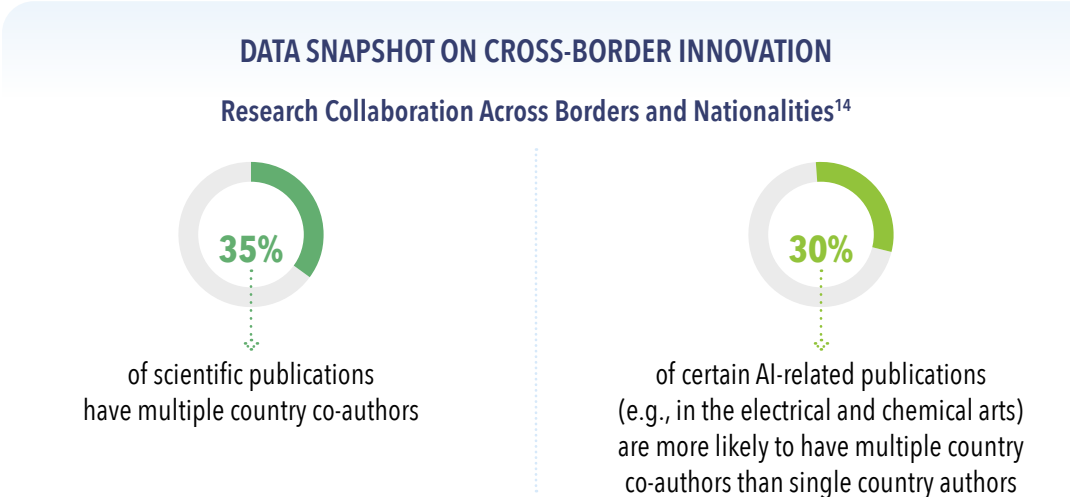 DATA SNAPSHOT ON CROSS-BORDER INNOVATION
Research Collaboration Across Borders and Nationalities¹⁴
35%
of scientific publications
have multiple country co-authors
30%
of certain AI-related publications
(e.g., in the electrical and chemical arts)
are more likely to have multiple country
co-authors than single country authors